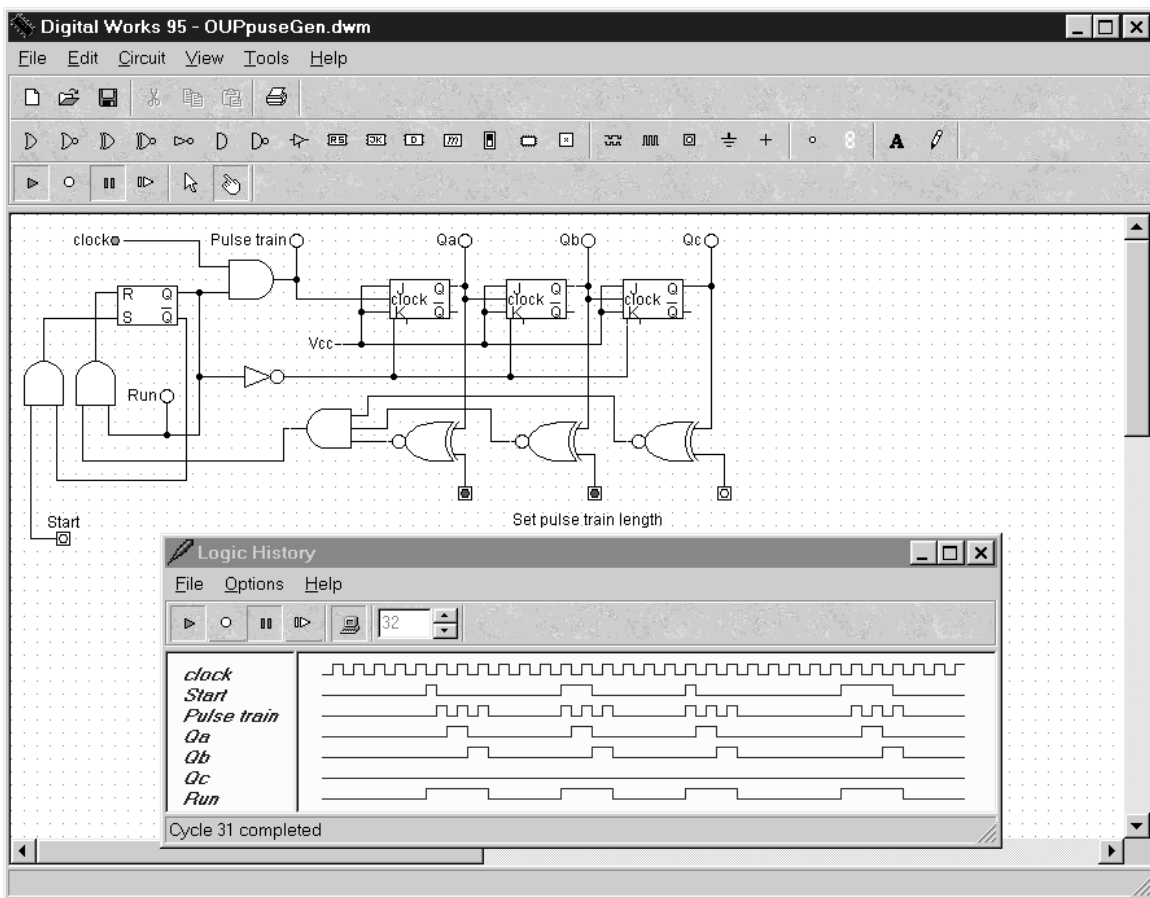 Digital Works 95 - OUPpuseGen.dwm
File Edit Circuit View Tools Help
RS JK D m
A
clock Pulse train Qa Qb Qc
R Q
S Q
J Q
clock
K Q
J Q
clock
K Q
J Q
clock
K Q
Vcc
Run
Set pulse train length
Start
Logic History
File Options Help
32
clock
Start
Pulse train
Qa
Qb
Qc
Run
Cycle 31 completed